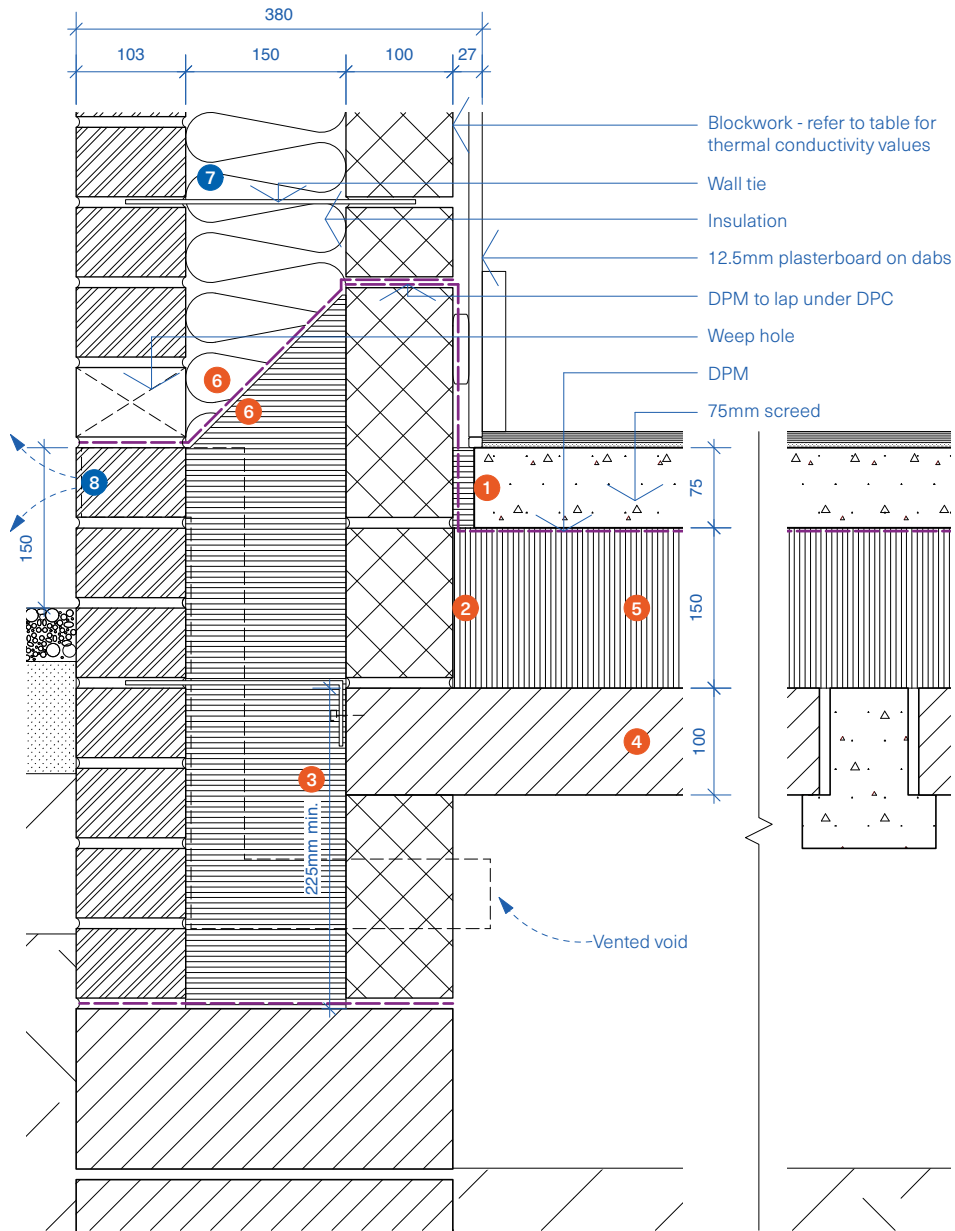 380
103
150
100
27
Blockwork - refer to table for
thermal conductivity values
7
Wall tie
Insulation
12.5mm plasterboard on dabs
DPM to lap under DPC
Weep hole
6
DPM
6
75mm screed
8
1
75
150
2
5
150
4
100
3
225mm min.
Vented void